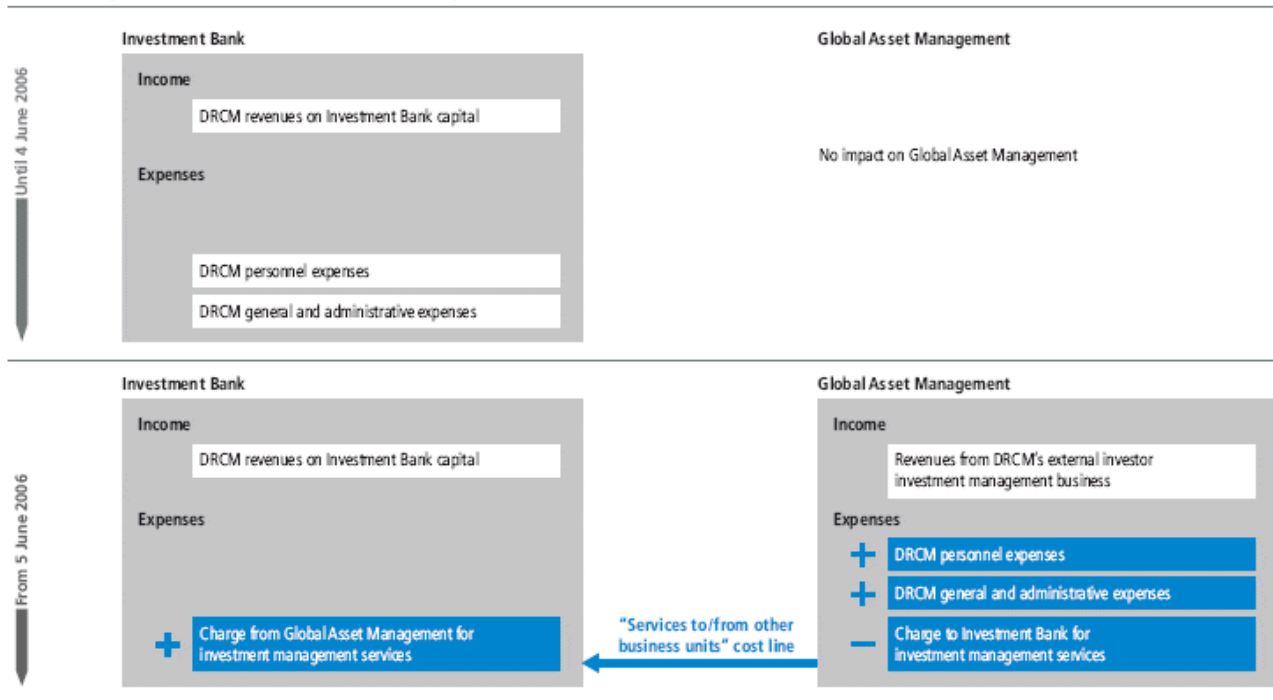 Until 4 June 2006
Investment Bank
Income
DRCM revenues on Investment Bank capital
Expenses
DRCM personnel expenses
DRCM general and administrative expenses
Global Asset Management
No impact on Global Asset Management
From 5 June 2006
Investment Bank
Income
DRCM revenues on Investment Bank capital
Expenses
+ Charge from Global Asset Management for
investment management services
"Services to/from other
business units" cost line
Global Asset Management
Income
Revenues from DRCM's external investor
investment management business
Expenses
+ DRCM personnel expenses
+ DRCM general and administrative expenses
– Charge to Investment Bank for
investment management services